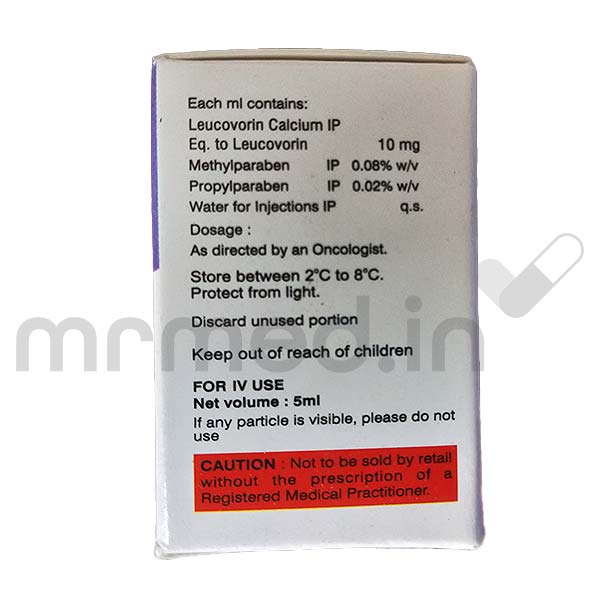 Each ml contains:
Leucovorin Calcium IP
Eq. to Leucovorin 10 mg
Methylparaben IP 0.08% w/v
Propylparaben IP 0.02% w/v
Water for Injections IP q.s.
Dosage :
As directed by an Oncologist.
Store between 2°C to 8°C.
Protect from light.
Discard unused portion
mrmed.in
Keep out of reach of children
FOR IV USE
Net volume : 5ml
If any particle is visible, please do not
use
CAUTION : Not to be sold by retail
without the prescription of a
Registered Medical Practitioner.